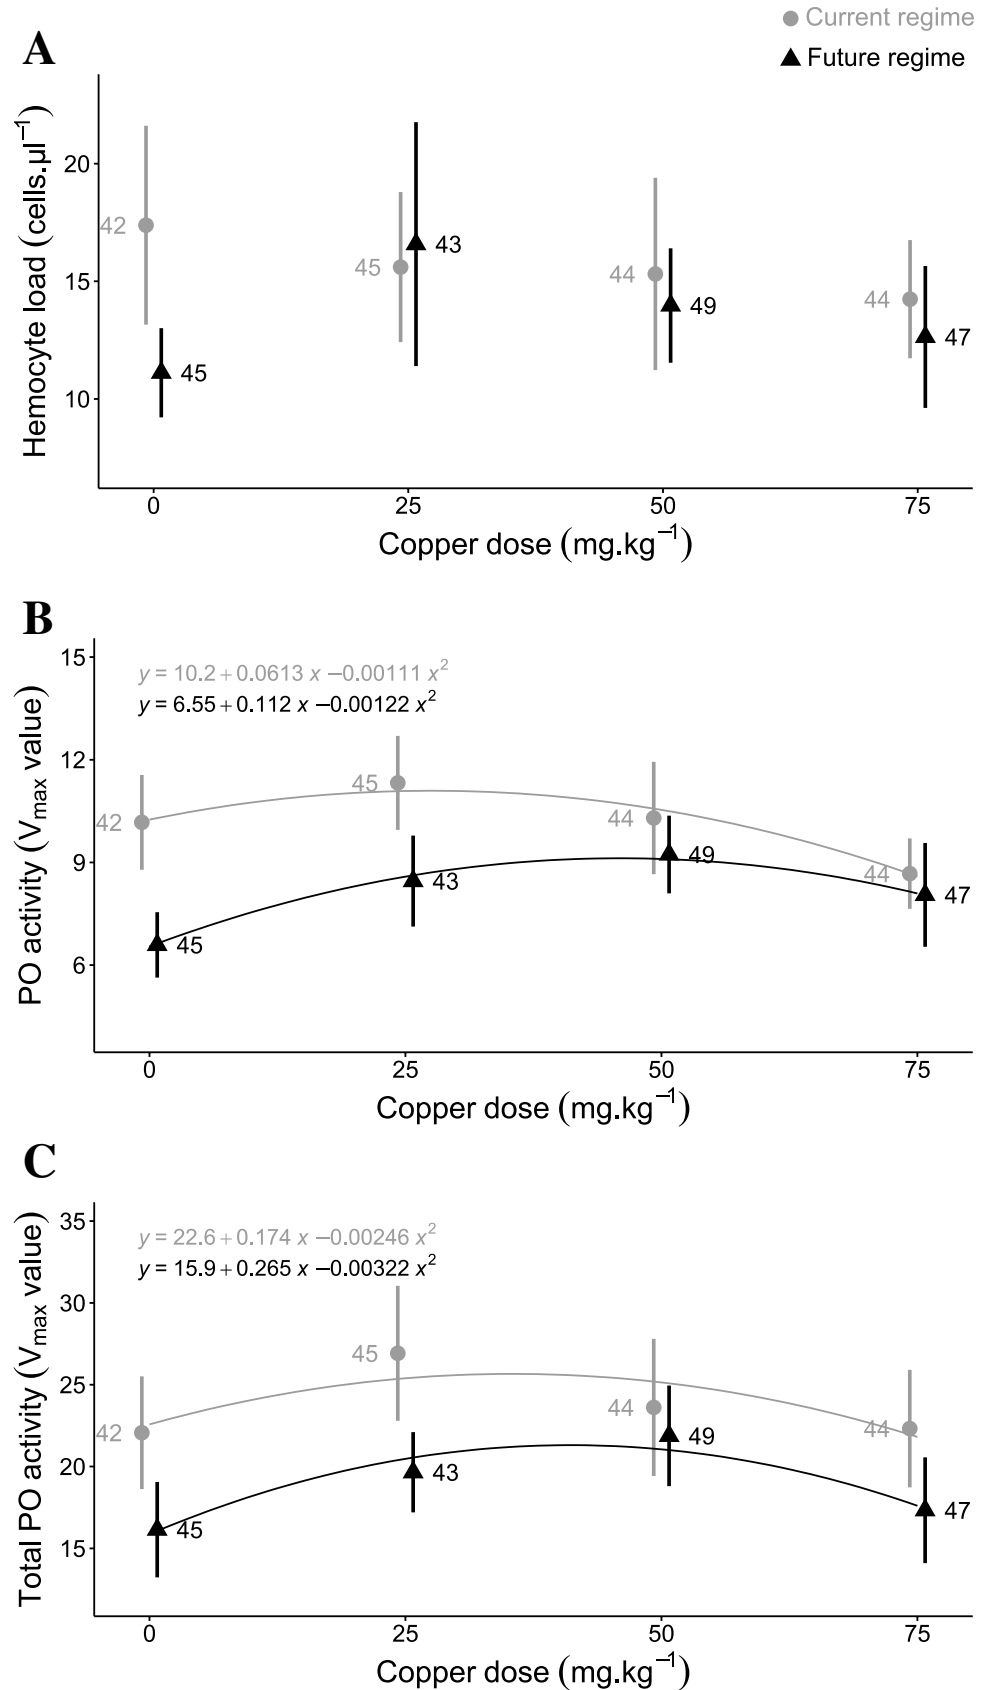 Current regime
Future regime
A
Hemocyte load (cells.µl⁻¹)
20
15
10
42
45
45
43
44
49
44
47
0 25 50 75
Copper dose (mg.kg⁻¹)
B
PO activity (Vmax value)
15
12
9
6
y = 10.2 + 0.0613 x −0.00111 x²
y = 6.55 + 0.112 x −0.00122 x²
42
45
45
43
44
49
44
47
0 25 50 75
Copper dose (mg.kg⁻¹)
C
Total PO activity (Vmax value)
35
30
25
20
15
y = 22.6 + 0.174 x −0.00246 x²
y = 15.9 + 0.265 x −0.00322 x²
42
45
45
43
44
49
44
47
0 25 50 75
Copper dose (mg.kg⁻¹)